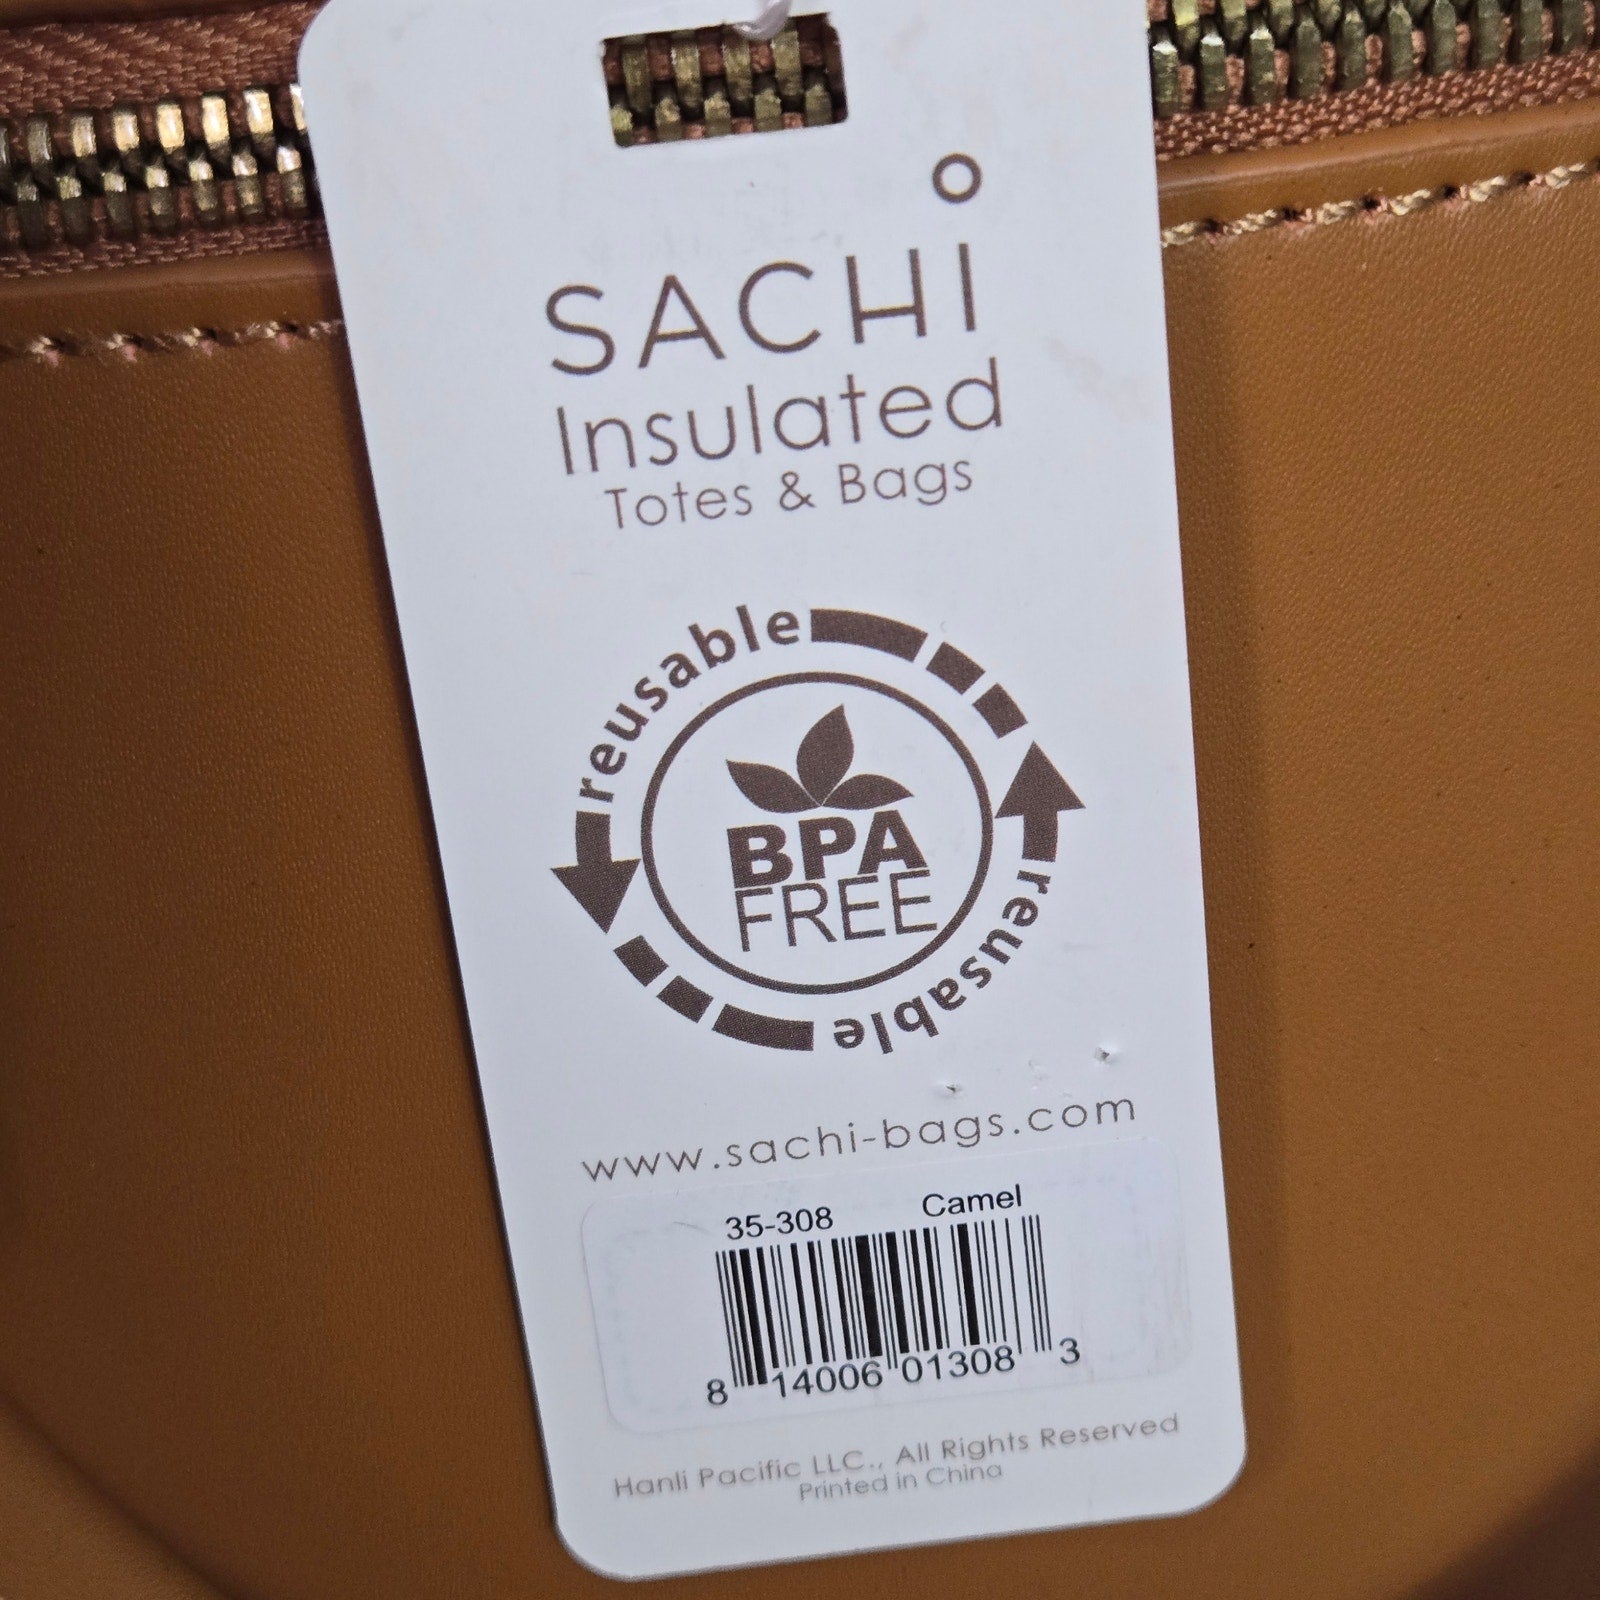 SACHI
Insulated
Totes & Bags
reusable
BPA
FREE
reusable
www.sachi-bags.com
35-308 Camel
8 14006 01308 3
Hanli Pacific LLC., All Rights Reserved
Printed in China